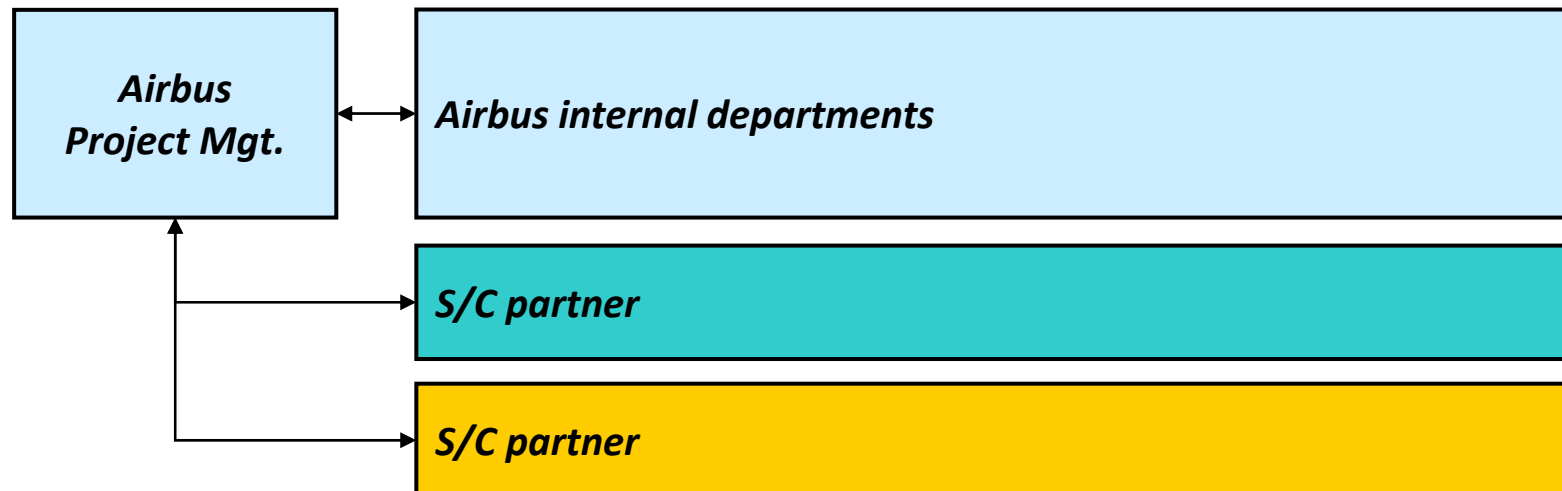 Airbus
Project Mgt.
Airbus internal departments
S/C partner
S/C partner